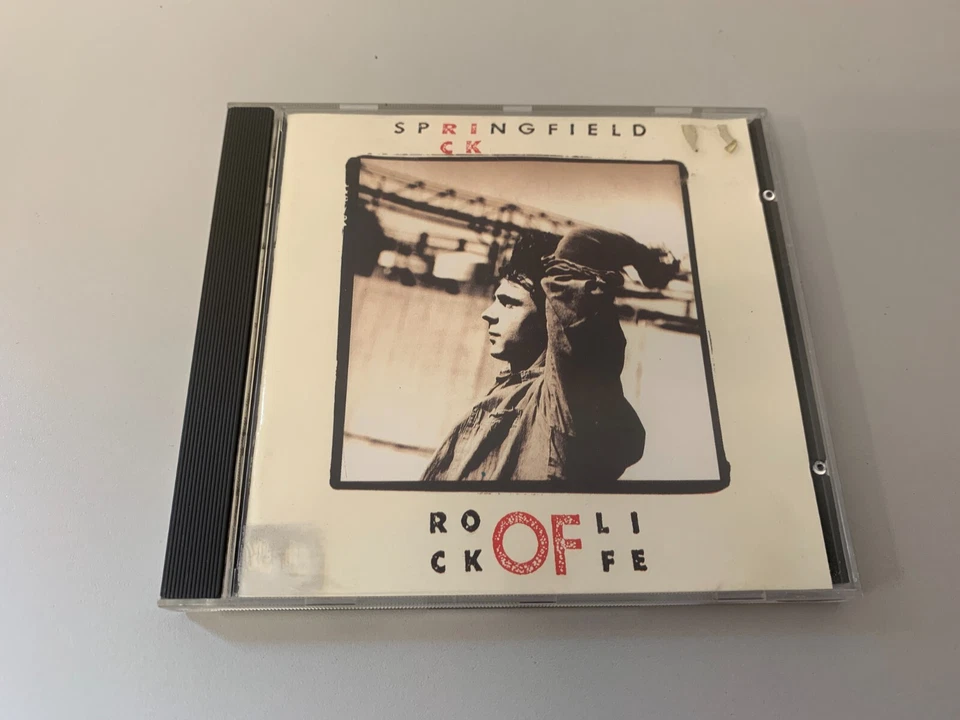 SPRINGFIELD
CK
RO OF LI
CK FE